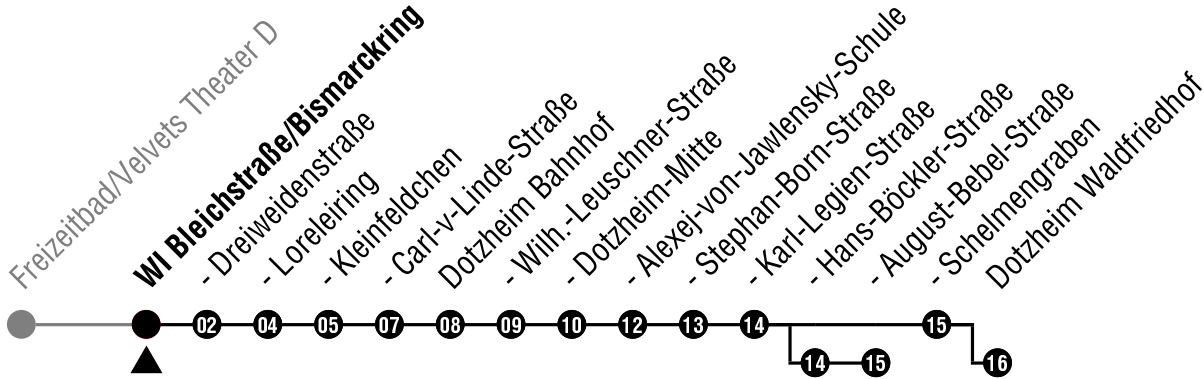 Freizeitbad/Velvets Theater D
WI Bleichstraße/Bismarckring
- Dreiweidenstraße
- Loreleiring
- Kleinfeldchen
- Carl-v-Linde-Straße
Dotzheim Bahnhof
- Wilh.-Leuschner-Straße
- Dotzheim-Mitte
- Alexej-von-Jawlensky-Schule
- Stephan-Born-Straße
- Karl-Legien-Straße
- Hans-Böckler-Straße
- August-Bebel-Straße
- Schelmengraben
Dotzheim Waldfriedhof
02 04 05 07 08 09 10 12 13 14 15
14 15 16